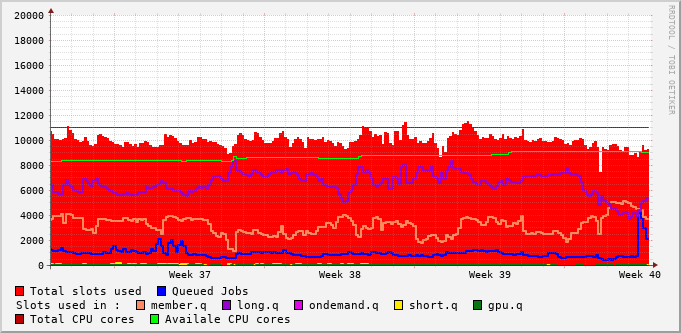 20000
18000
16000
14000
12000
10000
8000
6000
4000
2000
0
Week 37 Week 38 Week 39 Week 40
Total slots used Queued Jobs
Slots used in : member.q long.q ondemand.q short.q gpu.q
Total CPU cores Availale CPU cores
RRDTOOL / TOBI OETIKER